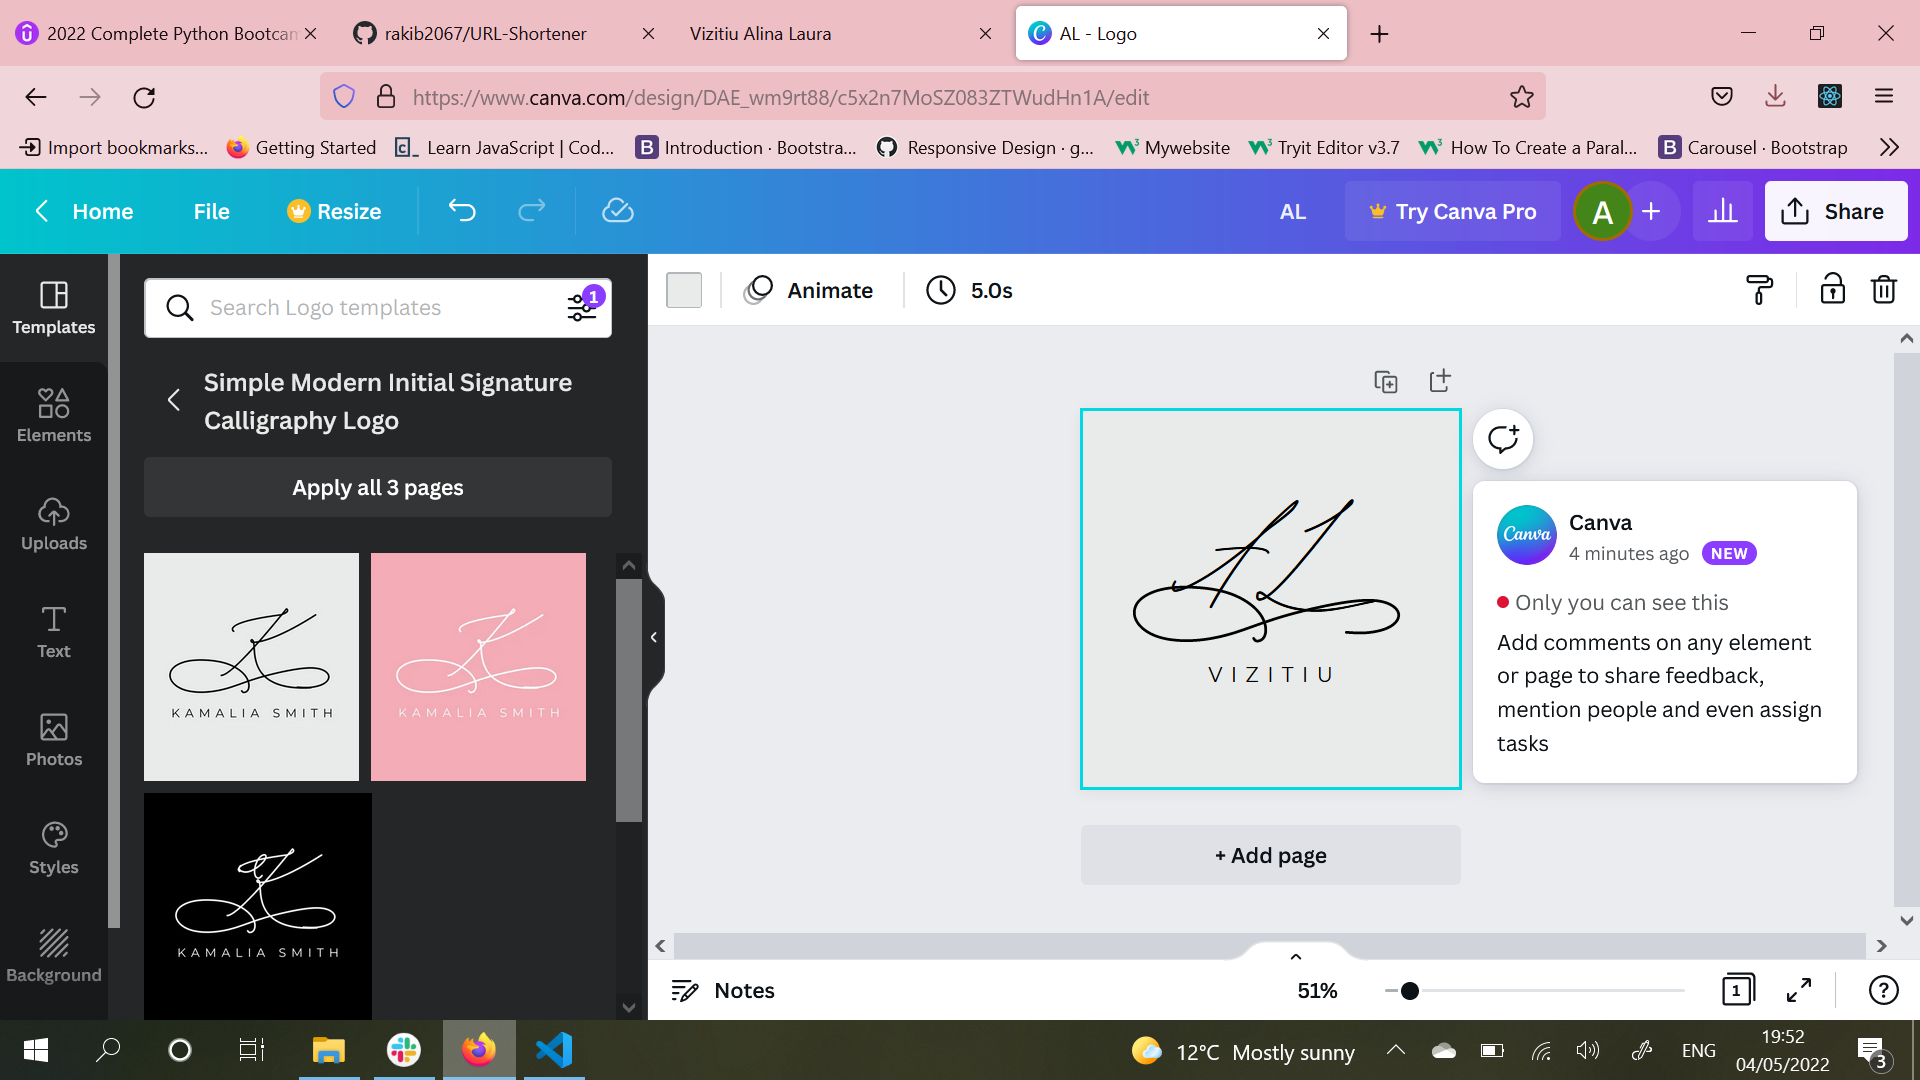 2022 Complete Python Bootcan
rakib2067/URL-Shortener
Vizitiu Alina Laura
AL - Logo
https://www.canva.com/design/DAE_wm9rt88/c5x2n7MoSZ083ZTWudHn1A/edit
Import bookmarks...
Getting Started
Learn JavaScript | Cod...
Introduction · Bootstra...
Responsive Design · g...
Mywebsite
Tryit Editor v3.7
How To Create a Paral...
Carousel · Bootstrap
Home
File
Resize
AL
Try Canva Pro
A
Share
Templates
Elements
Uploads
Text
Photos
Styles
Background
Search Logo templates
1
Simple Modern Initial Signature
Calligraphy Logo
Apply all 3 pages
KAMALIA SMITH
KAMALIA SMITH
KAMALIA SMITH
Animate
5.0s
AL
VIZITIU
Canva
Canva
4 minutes ago
NEW
Only you can see this
Add comments on any element
or page to share feedback,
mention people and even assign
tasks
+ Add page
Notes
51%
1
12°C Mostly sunny
ENG
19:52
04/05/2022
3